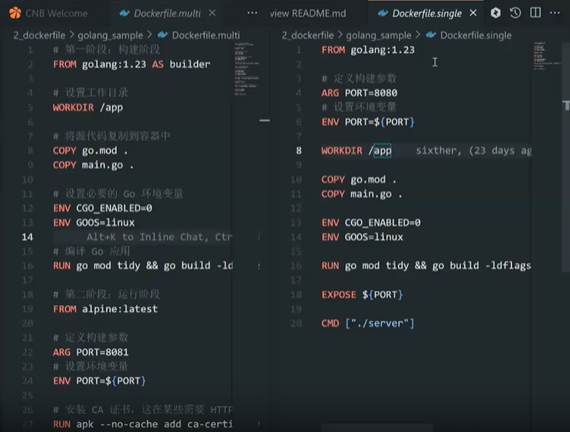 CNB Welcome
Dockerfile.multi
view README.md
Dockerfile.single
2_dockerfile > golang_sample > Dockerfile.multi
1 # 第一阶段：构建阶段
2 FROM golang:1.23 AS builder
3
4 # 设置工作目录
5 WORKDIR /app
6
7 # 将源代码复制到容器中
8 COPY go.mod .
9 COPY main.go .
10
11 # 设置必要的 Go 环境变量
12 ENV CGO_ENABLED=0
13 ENV GOOS=linux
14 Alt+K to Inline Chat, Ctr
15 # 编译 Go 应用
16 RUN go mod tidy && go build -ld
17
18 # 第二阶段：运行阶段
19 FROM alpine:latest
20
21 # 定义构建参数
22 ARG PORT=8081
23 # 设置环境变量
24 ENV PORT=${PORT}
25
26 # 安装 CA 证书，这在某些需要 HTTP
27 RUN apk --no-cache add ca-certi
2_dockerfile > golang_sample > Dockerfile.single
1 FROM golang:1.23
2
3 # 定义构建参数
4 ARG PORT=8080
5 # 设置环境变量
6 ENV PORT=${PORT}
7
8 WORKDIR /app sixther, (23 days ag
9
10 COPY go.mod .
11 COPY main.go .
12
13 ENV CGO_ENABLED=0
14 ENV GOOS=linux
15
16 RUN go mod tidy && go build -ldflags
17
18 EXPOSE ${PORT}
19
20 CMD ["./server"]